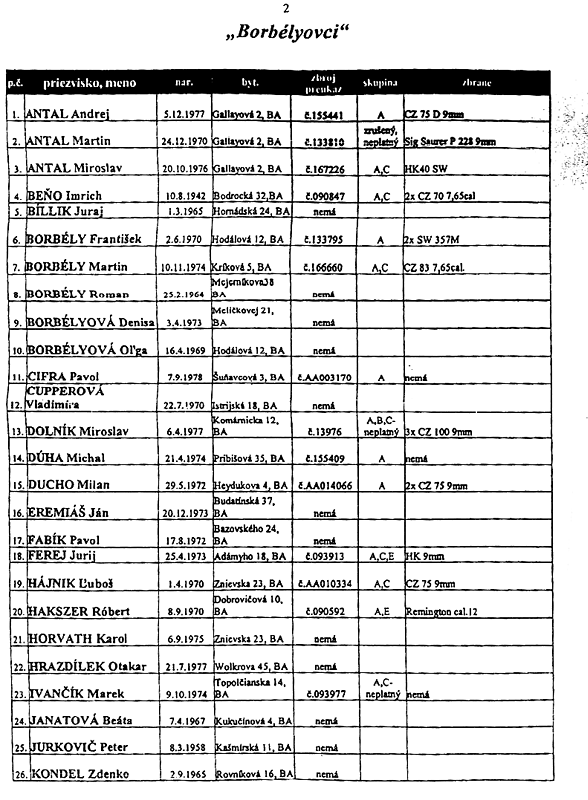 2
„Borbélyovci“
p.č. priezvisko, meno nar. byt. zbroj preukaz skupina zbrane
1. ANTAL Andrej 5.12.1977 Gallayová 2, BA č.155441 A CZ 75 D 9mm
2. ANTAL Martin 24.12.1970 Gallayová 2, BA č.133810 zrušený, neplatný Sig Saurer P 228 9mm
3. ANTAL Miroslav 20.10.1976 Gallayová 2, BA č.167226 A,C HK40 SW
4. BEŇO Imrich 10.8.1942 Bodrocká 32,BA č.090847 A,C 2x CZ 70 7,65cal
5. BÍLLIK Juraj 1.3.1965 Hornádská 24, BA nemá
6. BORBÉLY František 2.6.1970 Hodálová 12, BA č.133795 A 2x SW 357M
7. BORBÉLY Martin 10.11.1974 Kríková 5, BA č.166660 A,C CZ 83 7,65cal.
8. BORBÉLY Roman 25.2.1964 Mejerníkova38 BA nemá
9. BORBÉLYOVÁ Denisa 3.4.1973 Meličkovej 21, BA nemá
10. BORBÉLYOVÁ Oľga 16.4.1969 Hodálová 12, BA nemá
11. CIFRA Pavol 7.9.1978 Šuňavcová 3, BA č.AA003170 A nemá
12. CUPPEROVÁ Vladimíra 22.7.1970 Istrijská 18, BA nemá
13. DOLNÍK Miroslav 6.4.1977 Komárnicka 12, BA č.13976 A,B,C- neplatný 3x CZ 100 9mm
14. DÚHA Michal 21.4.1974 Pribišová 35, BA č.155409 A nemá
15. DUCHO Milan 29.5.1972 Heydukova 4, BA č.AA014066 A 2x CZ 75 9mm
16. EREMIÁŠ Ján 20.12.1973 Budatínská 37, BA nemá
17. FABÍK Pavol 17.8.1972 Bazovského 24, BA nemá
18. FEREJ Jurij 25.4.1973 Adámyho 18, BA č.093913 A,C,E HK 9mm
19. HÁJNIK Ľuboš 1.4.1970 Znievska 23, BA č.AA010334 A,C CZ 75 9mm
20. HAKSZER Róbert 8.9.1970 Dobrovičová 10, BA č.090592 A,E Remington cal.12
21. HORVATH Karol 6.9.1975 Znievska 23, BA nemá
22. HRAZDÍLEK Otakar 21.7.1977 Wolkrova 45, BA nemá
23. IVANČÍK Marek 9.10.1974 Topoľčianska 14, BA č.093977 A,C- neplatný nemá
24. JANATOVÁ Beáta 7.4.1967 Kukučínová 4, BA nemá
25. JURKOVIČ Peter 8.3.1958 Kašmírská 11, BA nemá
26. KONDEL Zdenko 2.9.1965 Rovníková 16, BA nemá